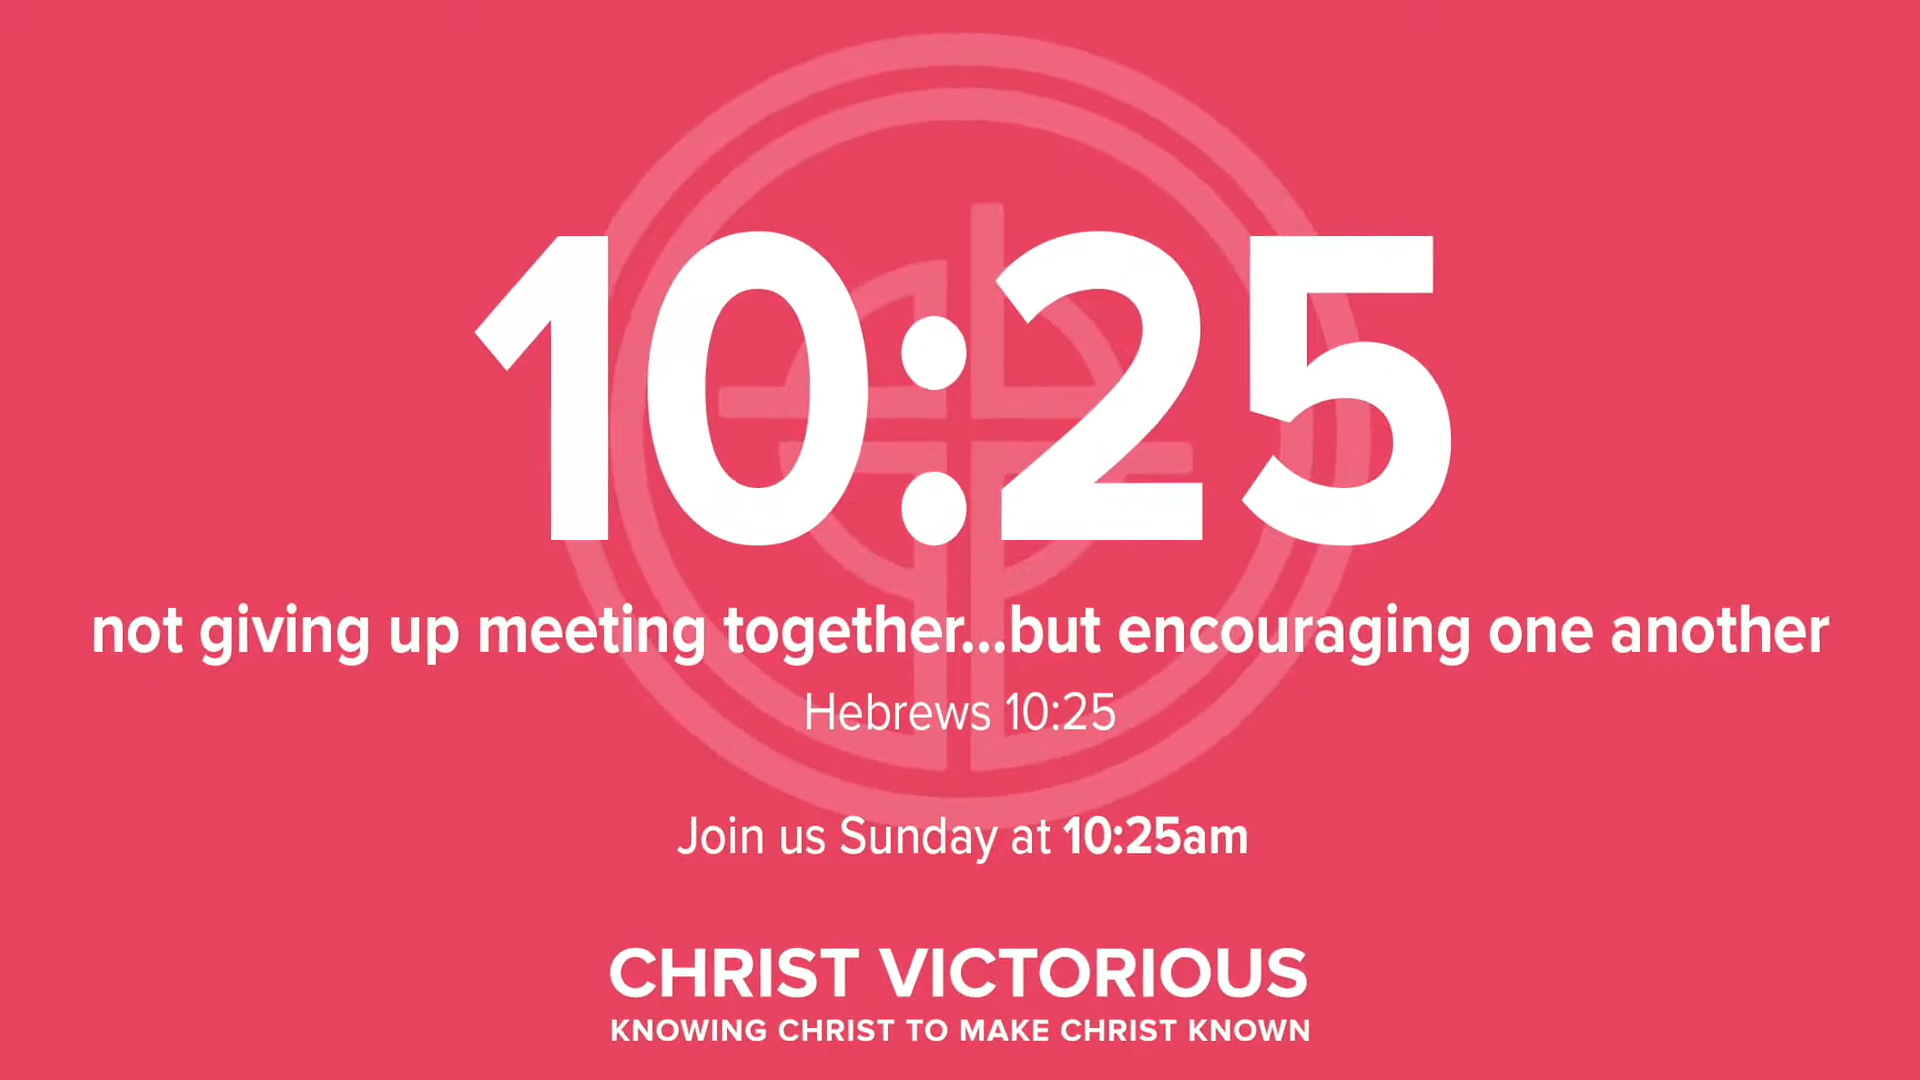 10:25
not giving up meeting together...but encouraging one another
Hebrews 10:25
Join us Sunday at 10:25am
CHRIST VICTORIOUS
KNOWING CHRIST TO MAKE CHRIST KNOWN